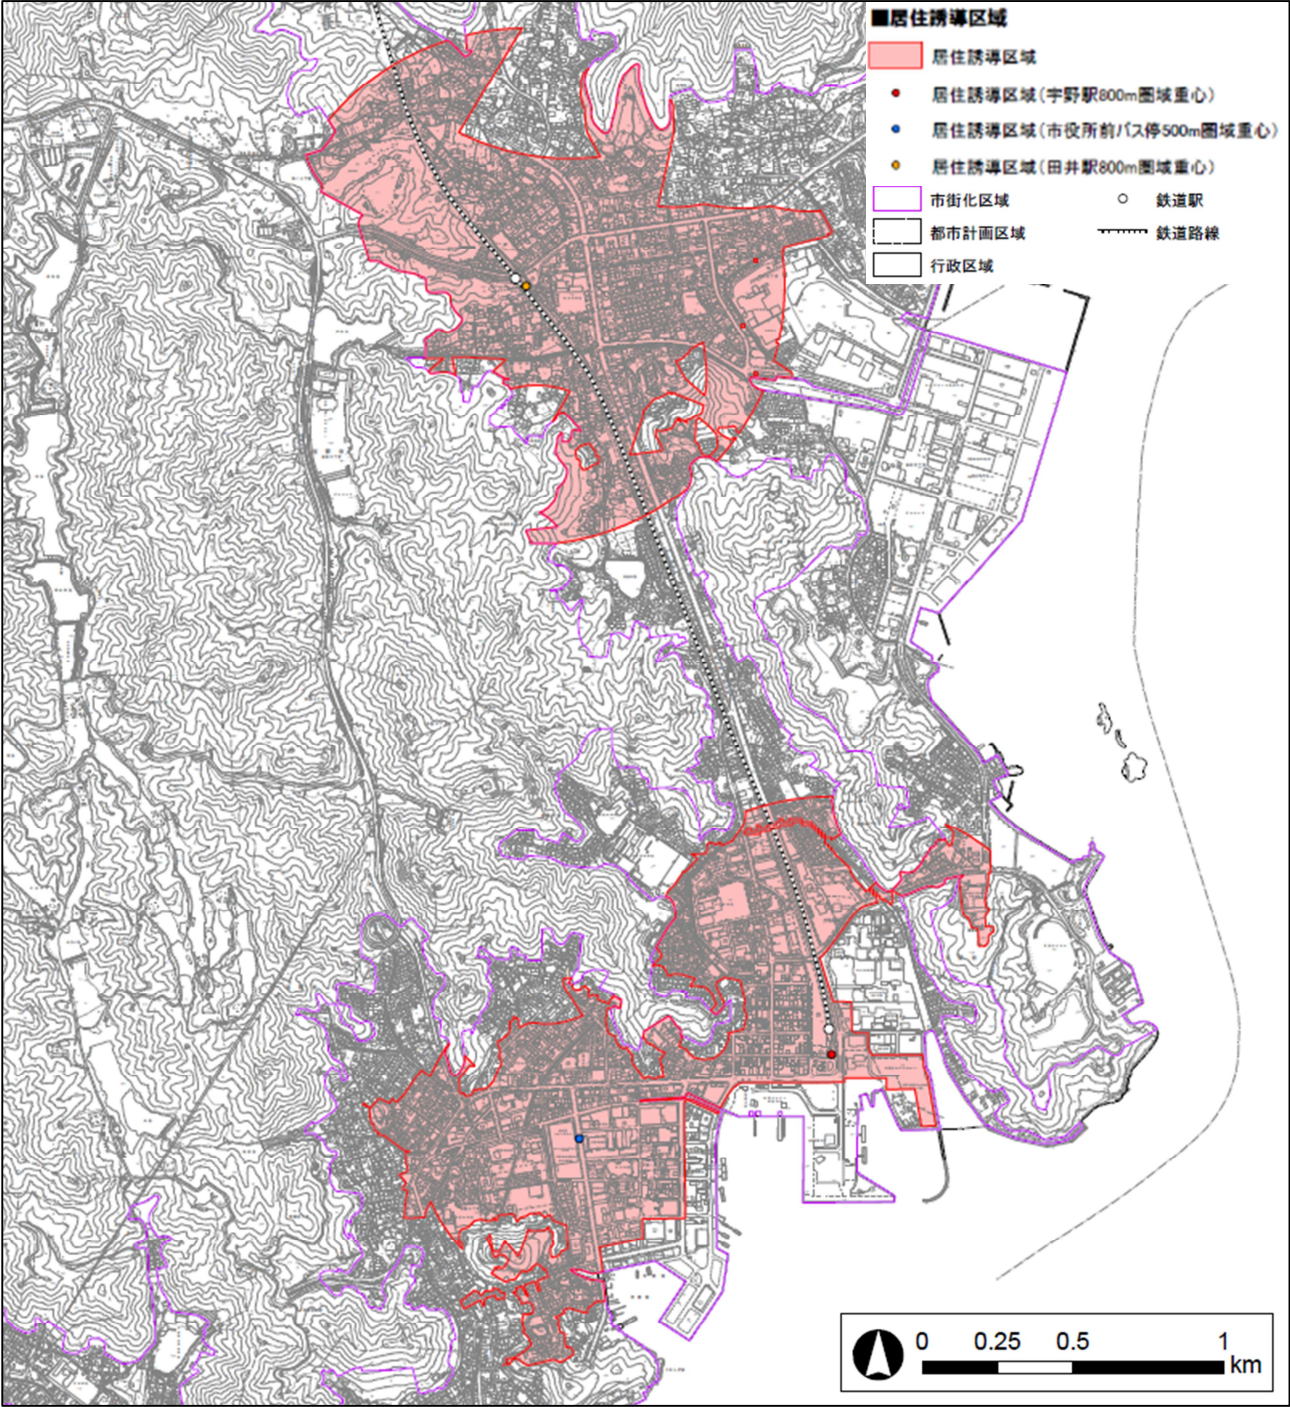 ■居住誘導区域
居住誘導区域
居住誘導区域(宇野駅800m圏域重心)
居住誘導区域(市役所前バス停500m圏域重心)
居住誘導区域(田井駅800m圏域重心)
市街化区域 鉄道駅
都市計画区域 鉄道路線
行政区域
0 0.25 0.5 1
km